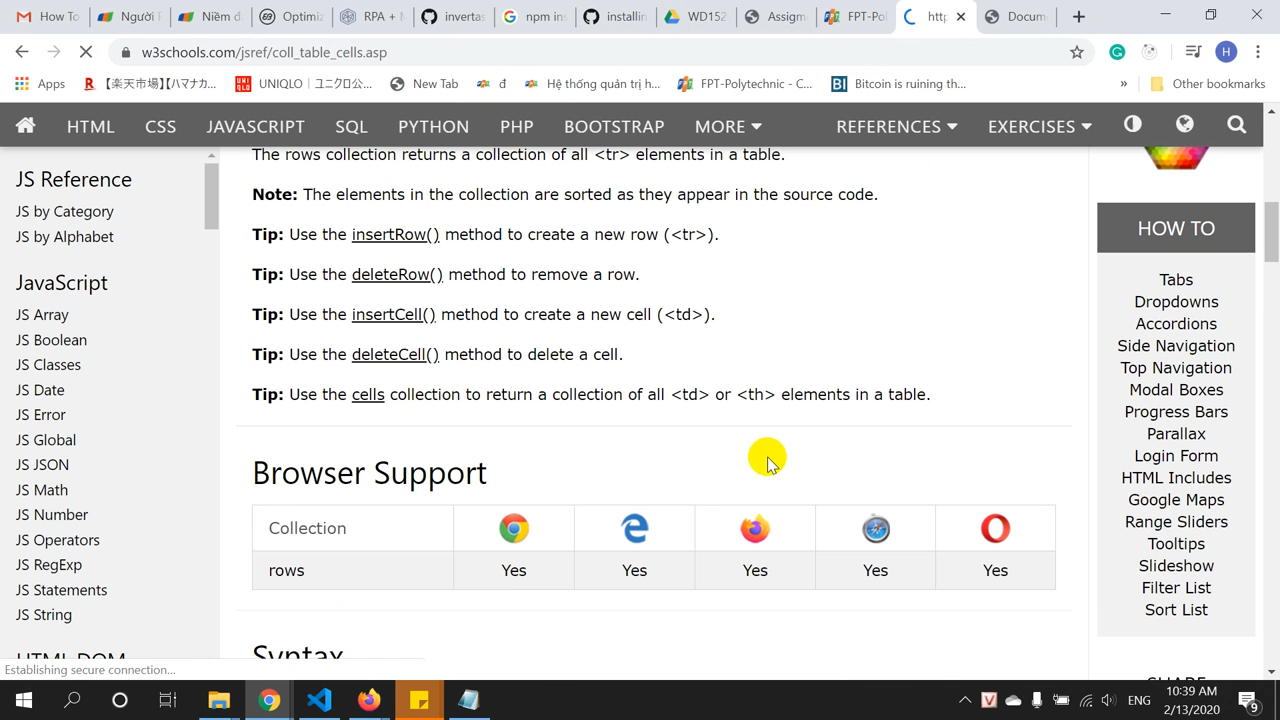 How To
Người
Niềm đ
Optimiz
RPA + M
invertas
npm ins
installin
WD152
Assignm
FPT-Pol
http
Docum
w3schools.com/jsref/coll_table_cells.asp
H
Apps
【楽天市場】【ハマナカ...
UNIQLO｜ユニクロ公...
New Tab
đ
Hệ thống quản trị h...
FPT-Polytechnic - C...
BI
Bitcoin is ruining th...
»
Other bookmarks
HTML
CSS
JAVASCRIPT
SQL
PYTHON
PHP
BOOTSTRAP
MORE
REFERENCES
EXERCISES
JS Reference
JS by Category
JS by Alphabet
JavaScript
JS Array
JS Boolean
JS Classes
JS Date
JS Error
JS Global
JS JSON
JS Math
JS Number
JS Operators
JS RegExp
JS Statements
JS String
HTML DOM
The rows collection returns a collection of all <tr> elements in a table.
Note: The elements in the collection are sorted as they appear in the source code.
Tip: Use the insertRow() method to create a new row (<tr>).
Tip: Use the deleteRow() method to remove a row.
Tip: Use the insertCell() method to create a new cell (<td>).
Tip: Use the deleteCell() method to delete a cell.
Tip: Use the cells collection to return a collection of all <td> or <th> elements in a table.
Browser Support
Collection
rows Yes Yes Yes Yes Yes
Syntax
HOW TO
Tabs
Dropdowns
Accordions
Side Navigation
Top Navigation
Modal Boxes
Progress Bars
Parallax
Login Form
HTML Includes
Google Maps
Range Sliders
Tooltips
Slideshow
Filter List
Sort List
SHARE
Establishing secure connection...
ENG
10:39 AM
2/13/2020
9